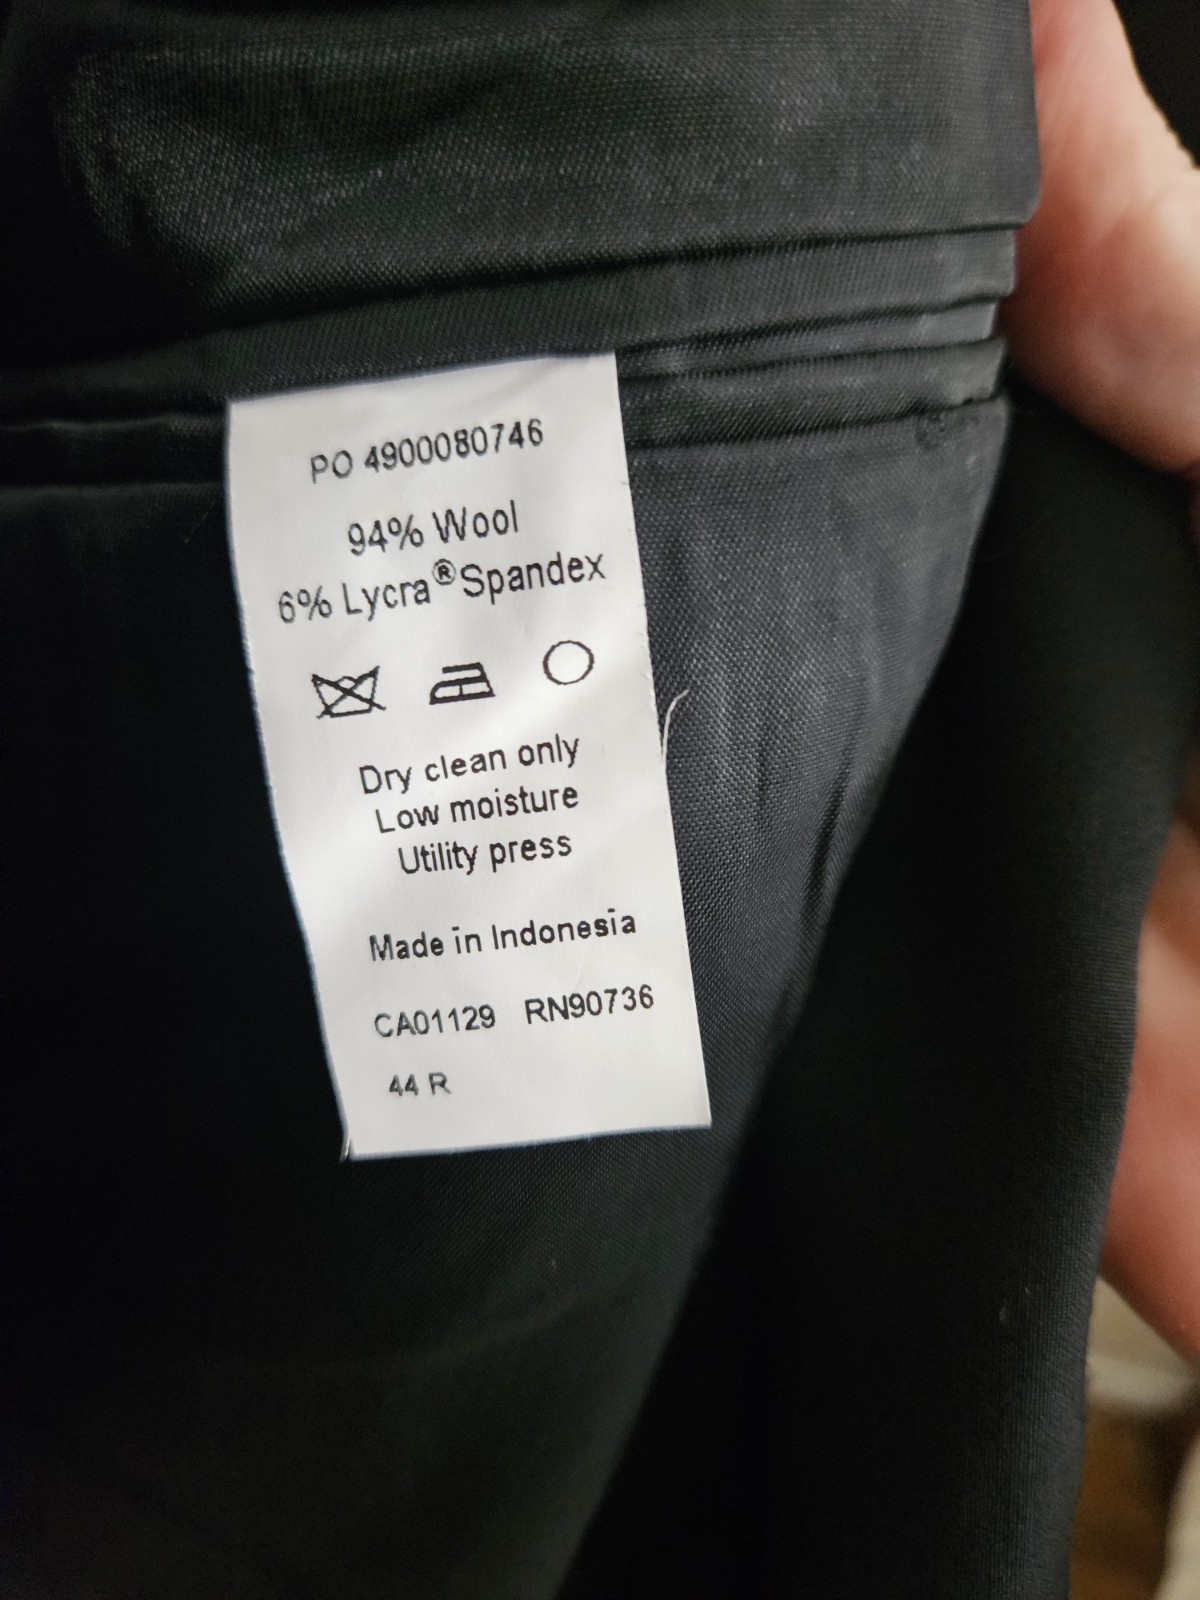 PO 4900080746
94% Wool
6% Lycra® Spandex
Dry clean only
Low moisture
Utility press
Made in Indonesia
CA01129 RN90736
44 R